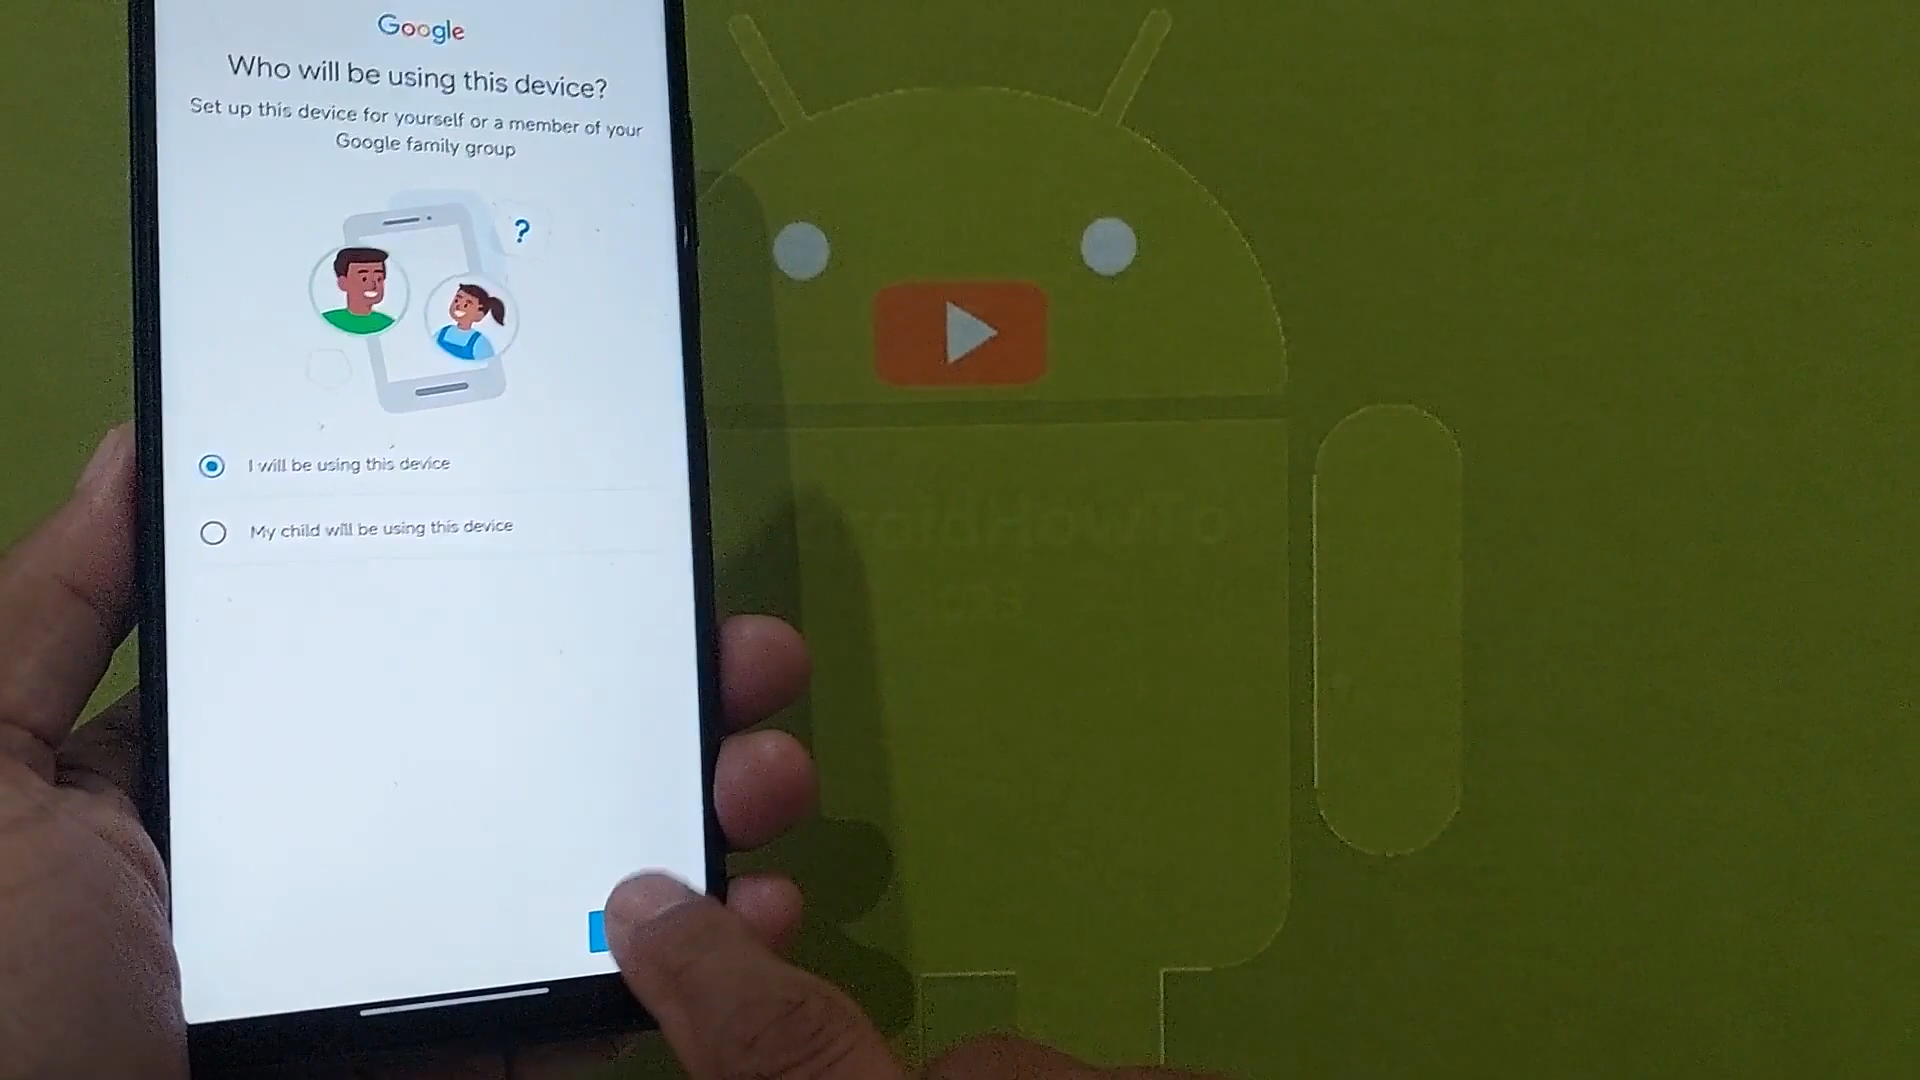 Google
Who will be using this device?
Set up this device for yourself or a member of your
Google family group
?
I will be using this device
My child will be using this device